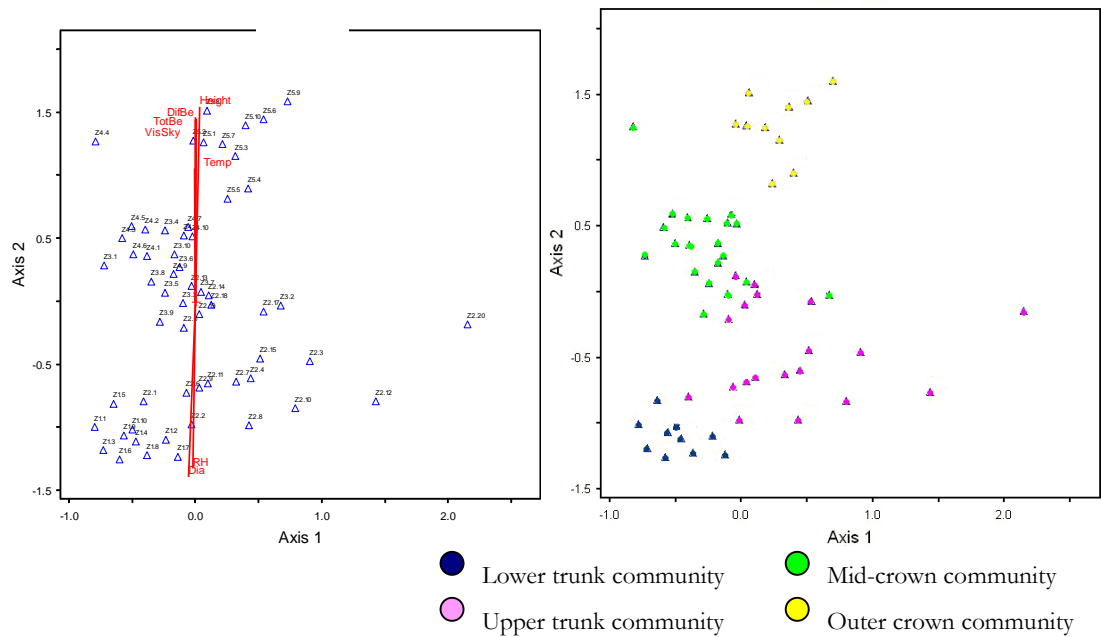 Axis 2
1.5
0.5
-0.5
-1.5
-1.0
0.0
1.0
2.0
Axis 1
Height
DifBe
TotBe
VisSky
Temp
RH
Dia
Z5.9
Z5.6
Z5.10
Z5.1
Z5.7
Z5.3
Z5.4
Z5.5
Z4.4
Z4.5
Z4.2
Z3.4
Z4.6
Z4.1
Z3.10
Z3.6
Z3.1
Z3.8
Z3.5
Z3.9
Z2.14
Z2.18
Z2.17
Z3.2
Z2.20
Z2.15
Z2.3
Z2.11
Z2.7
Z2.4
Z2.12
Z2.10
Z2.8
Z2.2
Z2.1
Z1.5
Z1.1
Z1.10
Z1.4
Z1.2
Z1.3
Z1.6
Z1.8
Z1.7
Axis 2
1.5
0.5
-0.5
-1.5
-1.0
0.0
1.0
2.0
Axis 1
Lower trunk community
Mid-crown community
Upper trunk community
Outer crown community